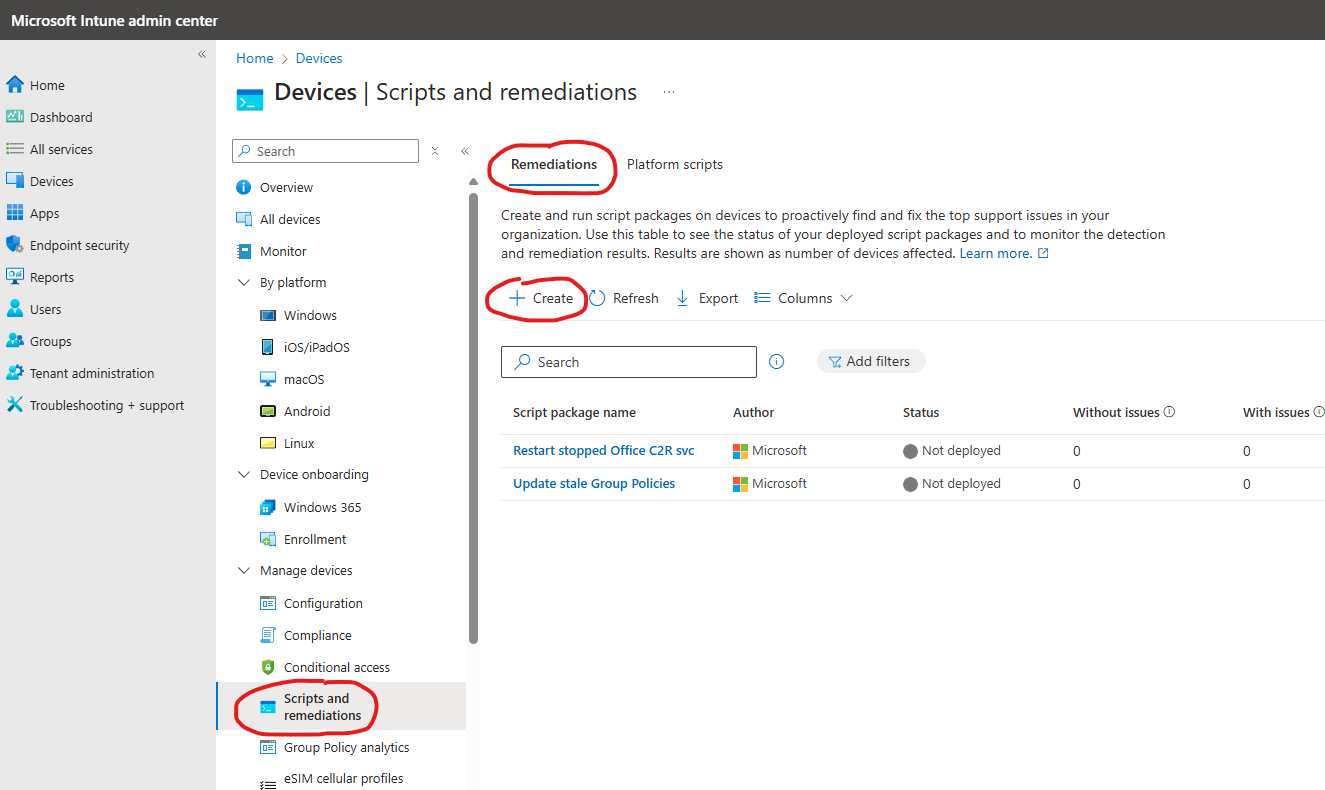 Microsoft Intune admin center
«
Home
Dashboard
All services
Devices
Apps
Endpoint security
Reports
Users
Groups
Tenant administration
Troubleshooting + support
Home > Devices
Devices | Scripts and remediations ...
Search
«
Overview
All devices
Monitor
By platform
Windows
iOS/iPadOS
macOS
Android
Linux
Device onboarding
Windows 365
Enrollment
Manage devices
Configuration
Compliance
Conditional access
Scripts and
remediations
Group Policy analytics
eSIM cellular profiles
Remediations Platform scripts
Create and run script packages on devices to proactively find and fix the top support issues in your
organization. Use this table to see the status of your deployed script packages and to monitor the detection
and remediation results. Results are shown as number of devices affected. Learn more.
Create Refresh Export Columns
Search Add filters
Script package name Author Status Without issues With issues
Restart stopped Office C2R svc Microsoft Not deployed 0 0
Update stale Group Policies Microsoft Not deployed 0 0